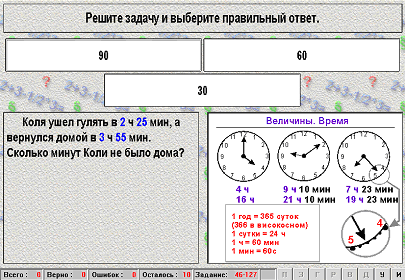 Решите задачу и выберите правильный ответ.
90
60
30
Коля ушел гулять в 2 ч 25 мин, а
вернулся домой в 3 ч 55 мин.
Сколько минут Коли не было дома?
Величины. Время
4 ч
9 ч 10 мин
7 ч 23 мин
16 ч
21 ч 10 мин
19 ч 23 мин
1 год = 365 суток
(366 в високосном)
1 сутки = 24 ч
1 ч = 60 мин
1 мин = 60с
4
5
Всего : 10
Верно : 0
Ошибок : 0
Осталось : 10
Задание: 46-127
П З Г Р В Д У И